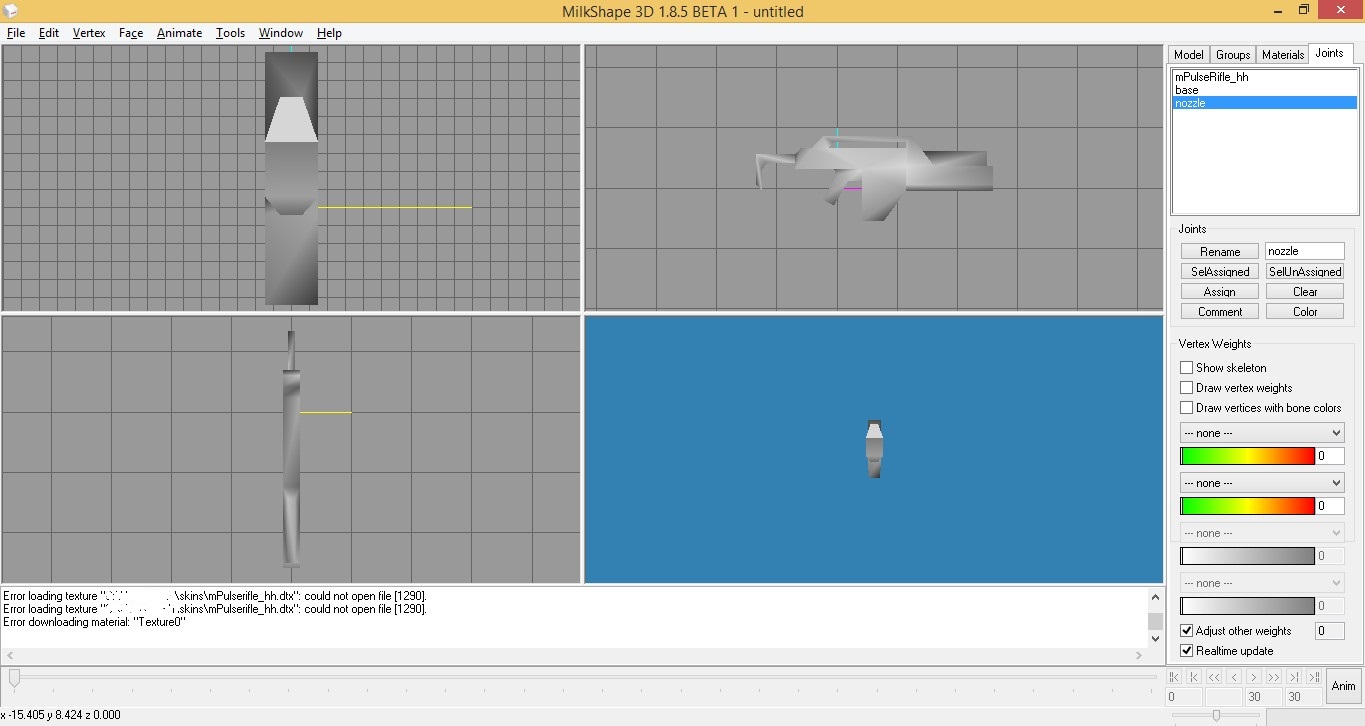 MilkShape 3D 1.8.5 BETA 1 - untitled
File Edit Vertex Face Animate Tools Window Help
Model Groups Materials Joints
mPulseRifle_hh
base
nozzle
Joints
Rename nozzle
SelAssigned SelUnAssigned
Assign Clear
Comment Color
Vertex Weights
Show skeleton
Draw vertex weights
Draw vertices with bone colors
--- none ---
0
--- none ---
0
--- none ---
0
--- none ---
0
Adjust other weights 0
Realtime update
Error loading texture "\skins\mPulserifle_hh.dtx": could not open file [1290].
Error loading texture "\skins\mPulserifle_hh.dtx": could not open file [1290].
Error downloading material: "Texture0"
Anim
0 30 30
x -15.405 y 8.424 z 0.000